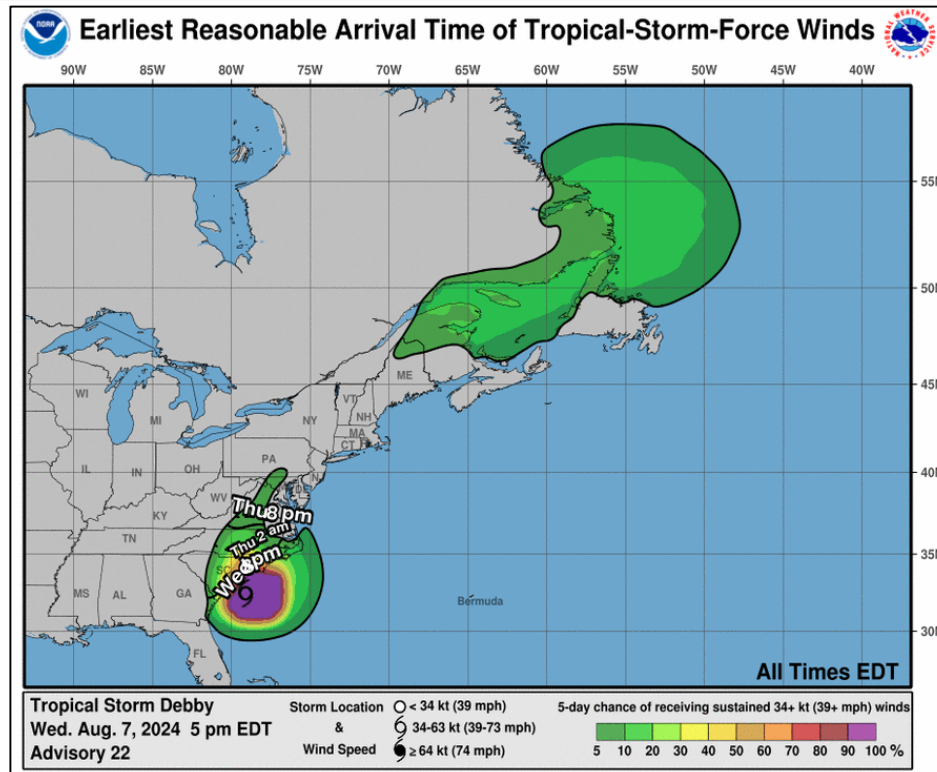 Earliest Reasonable Arrival Time of Tropical-Storm-Force Winds
NOAA
NATIONAL WEATHER SERVICE
90W 85W 80W 75W 70W 65W 60W 55W 50W 45W 40W
55N
50N
45N
40N
35N
30N
WI
MI
NY
VT
NH
ME
MA
CT
IL
IN
OH
PA
WV
KY
TN
MS
AL
GA
FL
Thu 8 pm
Thu 2 am
Bermuda
All Times EDT
Tropical Storm Debby
Wed. Aug. 7, 2024 5 pm EDT
Advisory 22
Storm Location
&
Wind Speed
< 34 kt (39 mph)
34-63 kt (39-73 mph)
≥ 64 kt (74 mph)
5-day chance of receiving sustained 34+ kt (39+ mph) winds
5 10 20 30 40 50 60 70 80 90 100 %